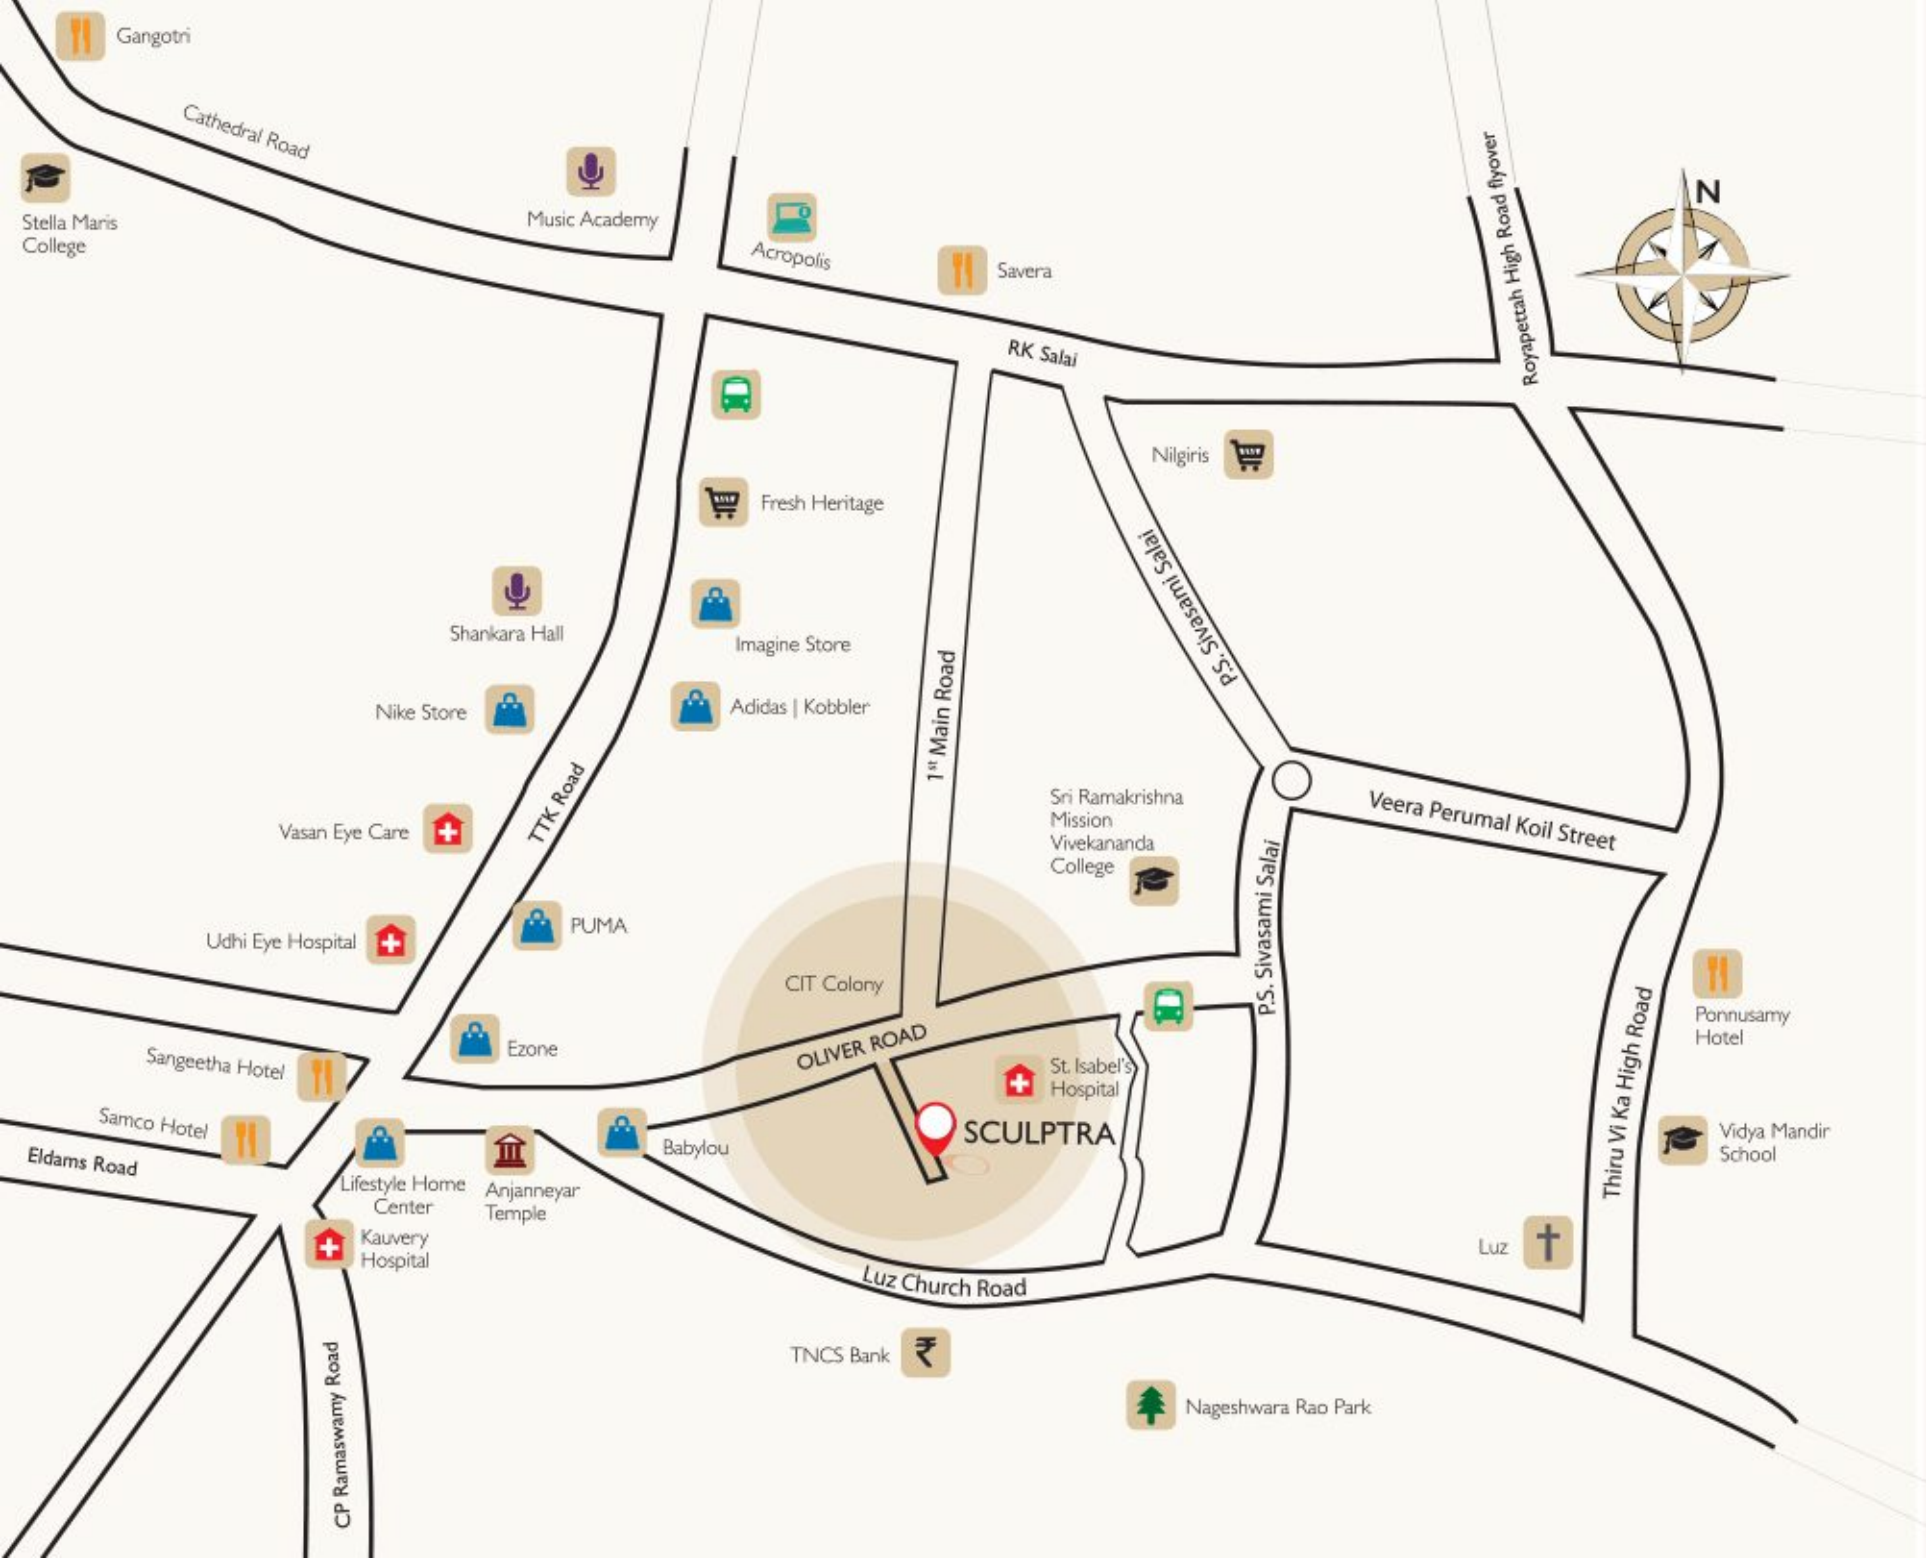 Gangotri
Cathedral Road
Stella Maris
College
Music Academy
Acropolis
Savera
RK Salai
Royapettah High Road flyover
N
Nilgiris
Fresh Heritage
P.S. Sivasami Salai
Shankara Hall
Imagine Store
Nike Store
Adidas | Kobbler
1st Main Road
TTK Road
Vasan Eye Care
Sri Ramakrishna
Mission
Vivekananda
College
Veera Perumal Koil Street
P.S. Sivasami Salai
Udhi Eye Hospital
PUMA
CIT Colony
Ponnusamy
Hotel
Thiru Vi Ka High Road
Sangeetha Hotel
Ezone
OLIVER ROAD
St. Isabel's
Hospital
Samco Hotel
SCULPTRA
Vidya Mandir
School
Eldams Road
Babylou
Lifestyle Home
Center
Anjanneyar
Temple
Kauvery
Hospital
Luz
Luz Church Road
TNCS Bank
₹
Nageshwara Rao Park
CP Ramaswamy Road